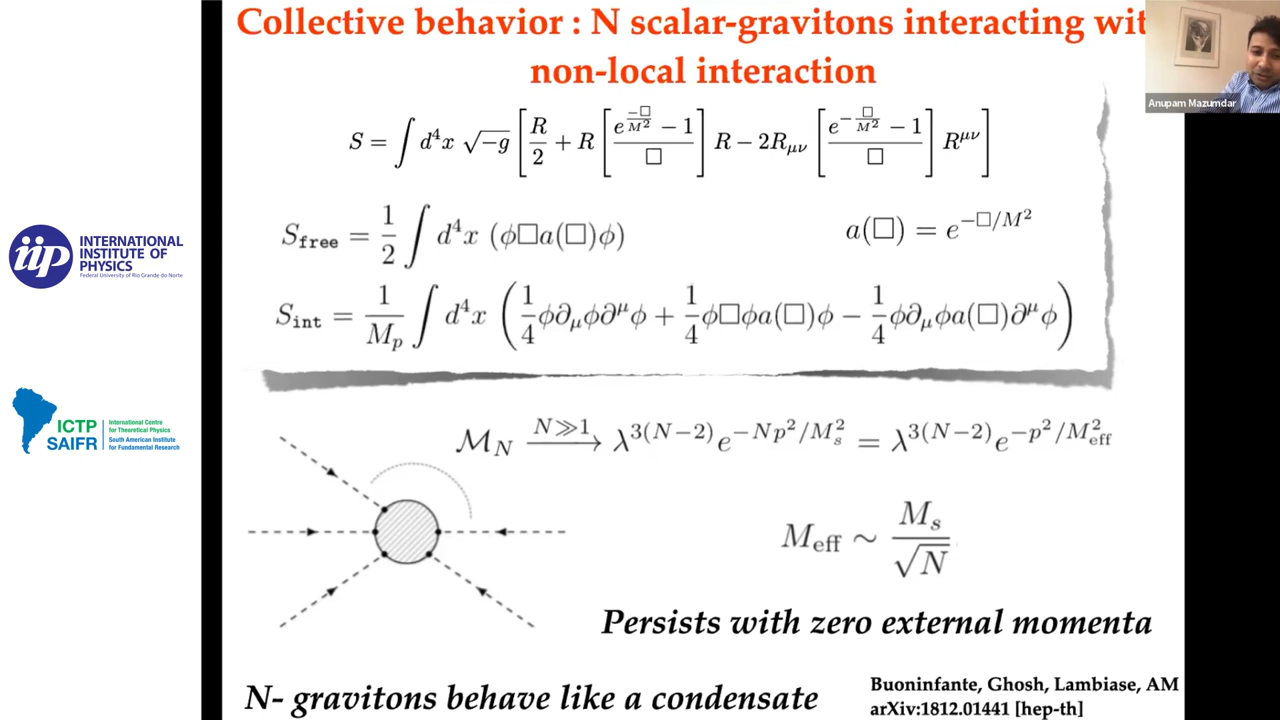 Collective behavior : N scalar-gravitons interacting wit
non-local interaction
Anupam Mazumdar
S = ∫ d⁴x √−g [ R/2 + R [ (e^{−□/M²} − 1)/□ ] R − 2R_{μν} [ (e^{−□/M²} − 1)/□ ] R^{μν} ]
S_free = 1/2 ∫ d⁴x (ϕ□a(□)ϕ)   a(□) = e^{−□/M²}
S_int = 1/M_p ∫ d⁴x ( 1/4 ϕ∂_μϕ∂^μϕ + 1/4 ϕ□ϕa(□)ϕ − 1/4 ϕ∂_μϕa(□)∂^μϕ )
M_N —N≫1→ λ^{3(N−2)} e^{−Np²/M_s²} = λ^{3(N−2)} e^{−p²/M_eff²}
M_eff ∼ M_s/√N
Persists with zero external momenta
N- gravitons behave like a condensate
Buoninfante, Ghosh, Lambiase, AM
arXiv:1812.01441 [hep-th]
iip
INTERNATIONAL
INSTITUTE OF
PHYSICS
Federal University of Rio Grande do Norte
ICTP
SAIFR
International Centre
for Theoretical Physics
South American Institute
for Fundamental Research